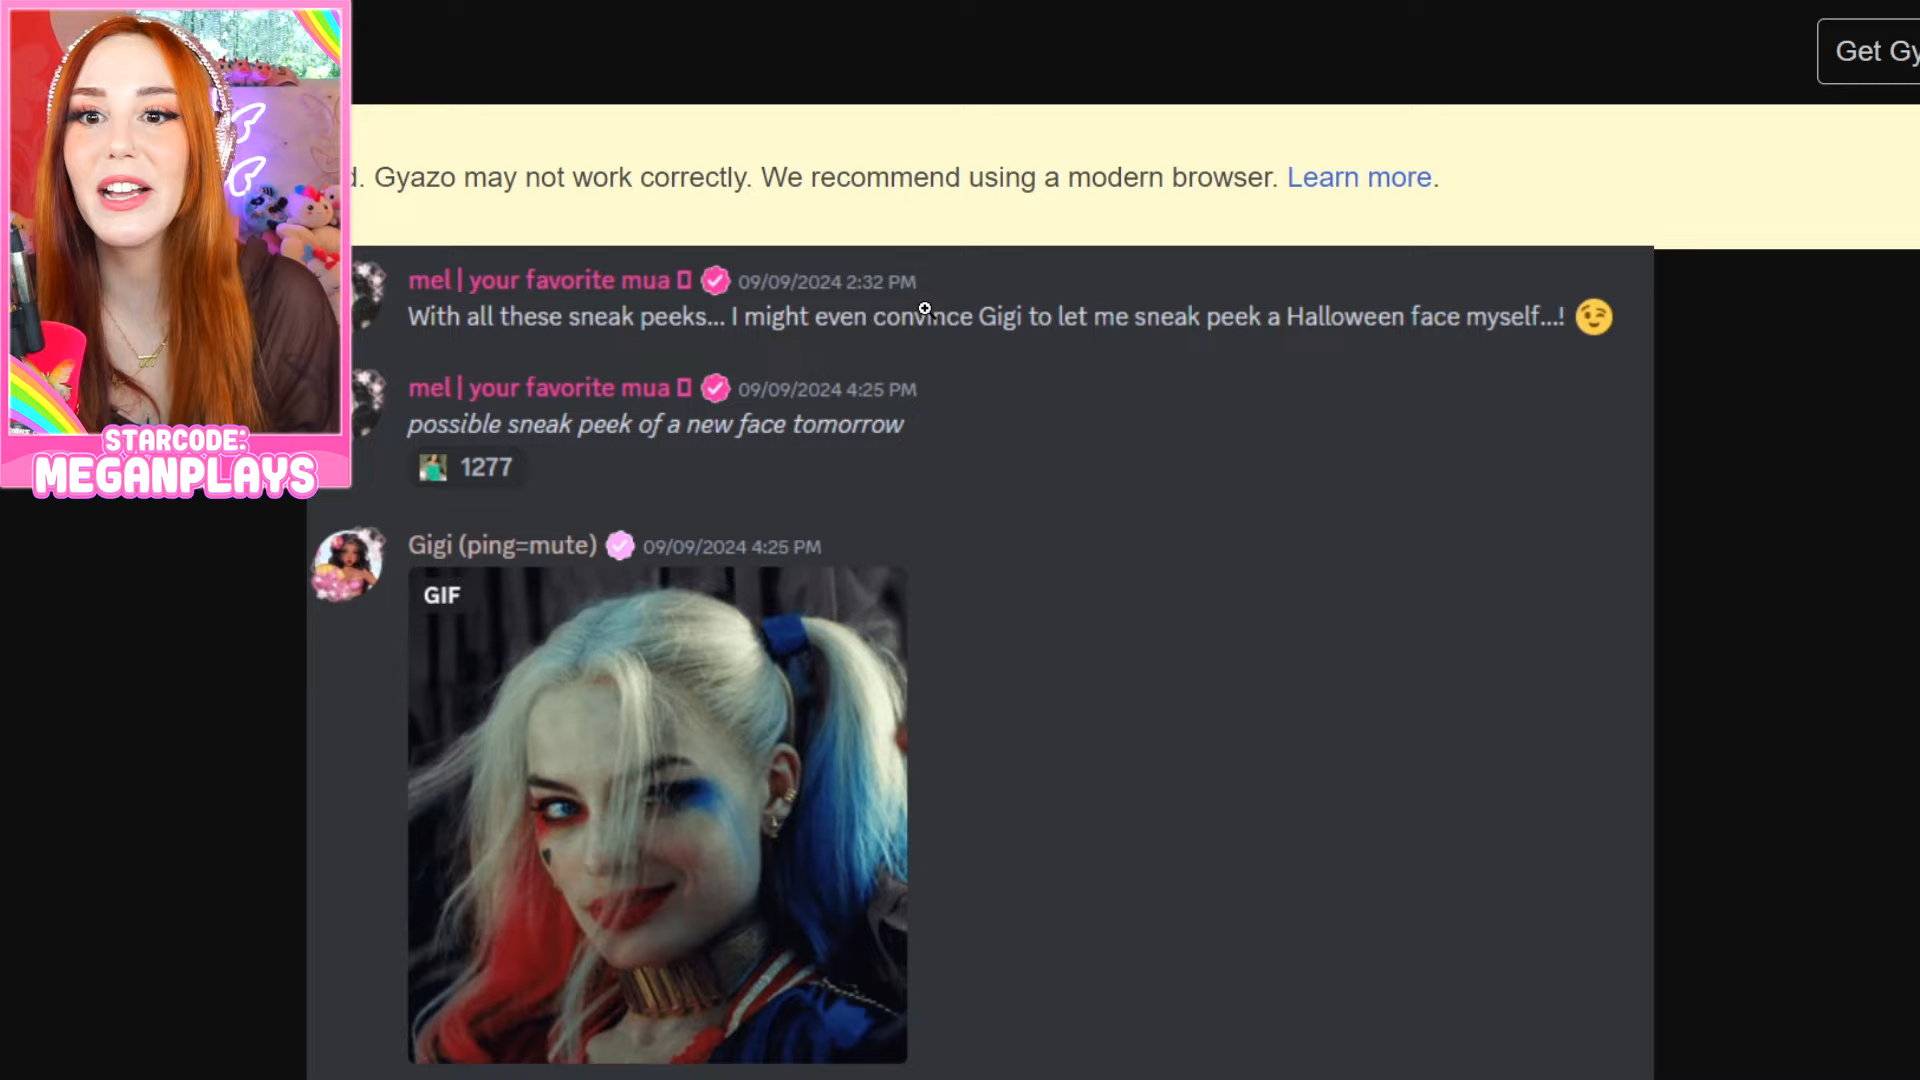 Get Gy
d. Gyazo may not work correctly. We recommend using a modern browser. Learn more.
mel | your favorite mua 09/09/2024 2:32 PM
With all these sneak peeks... I might even convince Gigi to let me sneak peek a Halloween face myself...! 😉
mel | your favorite mua 09/09/2024 4:25 PM
possible sneak peek of a new face tomorrow
1277
Gigi (ping=mute) 09/09/2024 4:25 PM
GIF
STARCODE:
MEGANPLAYS